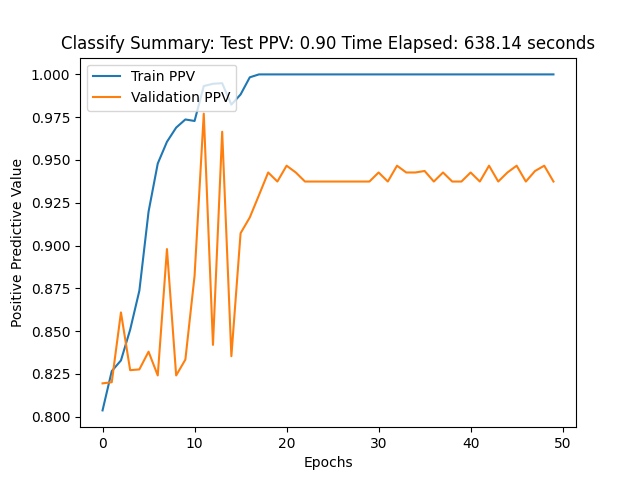 Classify Summary: Test PPV: 0.90 Time Elapsed: 638.14 seconds
Train PPV
Validation PPV
Positive Predictive Value
1.000
0.975
0.950
0.925
0.900
0.875
0.850
0.825
0.800
0 10 20 30 40 50
Epochs